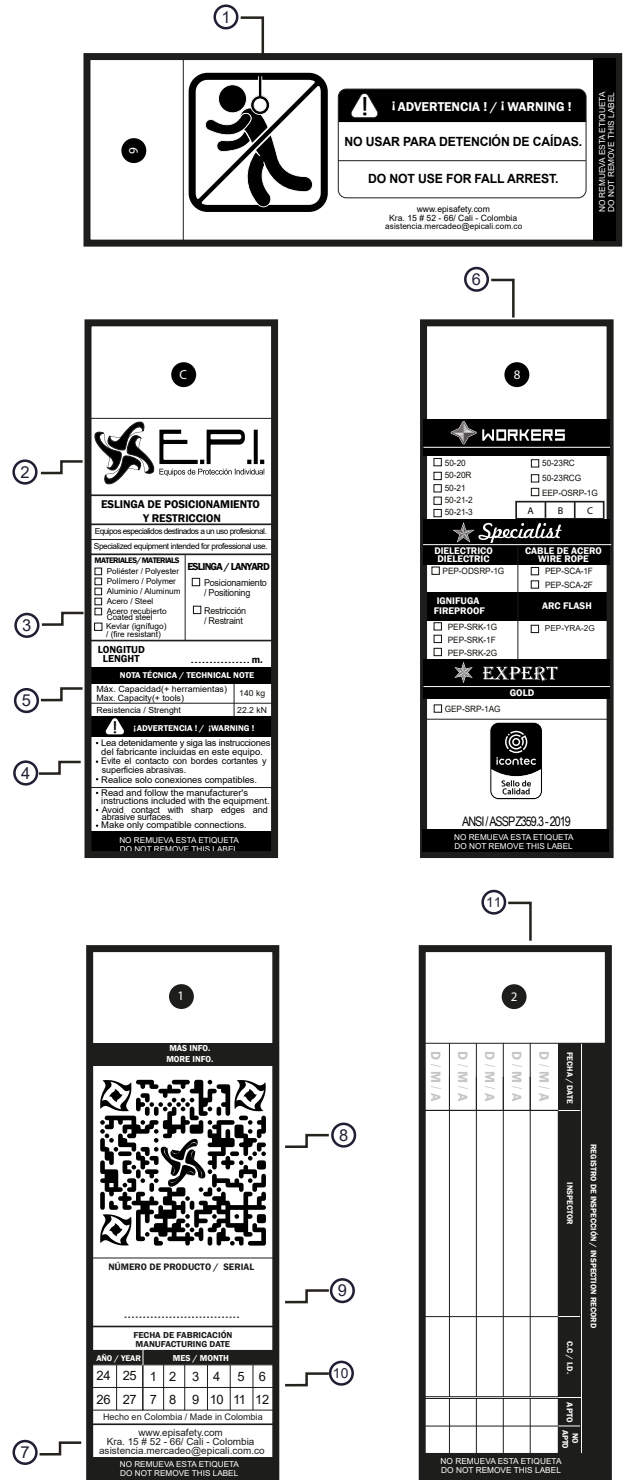 1
6
¡ ADVERTENCIA ! / ¡ WARNING !
NO USAR PARA DETENCIÓN DE CAÍDAS.
DO NOT USE FOR FALL ARREST.
www.episafety.com
Kra. 15 # 52 - 66/ Cali - Colombia
asistencia.mercadeo@epicali.com.co
NO REMUEVA ESTA ETIQUETA
DO NOT REMOVE THIS LABEL
C
2
E.P.I.
Equipos de Protección Individual
ESLINGA DE POSICIONAMIENTO
Y RESTRICCION
Equipos especialidos destinados a un uso profesional.
Specialized equipment intended for professional use.
MATERIALES/ MATERIALS
Poliéster / Polyester
Polímero / Polymer
Aluminio / Aluminum
Acero / Steel
Acero recubierto
Coated steel
Kevlar (ignífugo)
/ (fire resistant)
ESLINGA / LANYARD
Posicionamiento
/ Positioning
Restricción
/ Restraint
3
LONGITUD
LENGHT ................ m.
NOTA TÉCNICA / TECHNICAL NOTE
5
Máx. Capacidad(+ herramientas)
Max. Capacity(+ tools)
140 kg
Resistencia / Strenght 22.2 kN
¡ADVERTENCIA ! / ¡WARNING !
4
• Lea detenidamente y siga las instrucciones
del fabricante incluidas en este equipo.
• Evite el contacto con bordes cortantes y
superficies abrasivas.
• Realice solo conexiones compatibles.
• Read and follow the manufacturer's
instructions included with the equipment.
• Avoid contact with sharp edges and
abrasive surfaces.
• Make only compatible connections.
NO REMUEVA ESTA ETIQUETA
DO NOT REMOVE THIS LABEL
6
8
WORKERS
50-20
50-20R
50-21
50-21-2
50-21-3
50-23RC
50-23RCG
EEP-OSRP-1G
A B C
Specialist
DIELECTRICO
DIELECTRIC
CABLE DE ACERO
WIRE ROPE
PEP-ODSRP-1G
PEP-SCA-1F
PEP-SCA-2F
IGNIFUGA
FIREPROOF
ARC FLASH
PEP-SRK-1G
PEP-SRK-1F
PEP-SRK-2G
PEP-YRA-2G
EXPERT
GOLD
GEP-SRP-1AG
icontec
Sello de
Calidad
ANSI / ASSP Z359.3 - 2019
NO REMUEVA ESTA ETIQUETA
DO NOT REMOVE THIS LABEL
1
MAS INFO.
MORE INFO.
8
NÚMERO DE PRODUCTO / SERIAL
9
..............................
FECHA DE FABRICACIÓN
MANUFACTURING DATE
AÑO / YEAR MES / MONTH
24 25 1 2 3 4 5 6
10
26 27 7 8 9 10 11 12
Hecho en Colombia / Made in Colombia
7
www.episafety.com
Kra. 15 # 52 - 66/ Cali - Colombia
asistencia.mercadeo@epicali.com.co
NO REMUEVA ESTA ETIQUETA
DO NOT REMOVE THIS LABEL
11
2
REGISTRO DE INSPECCIÓN / INSPECTION RECORD
FECHA / DATE INSPECTOR C.C / I.D. APTO NO APTO
D / M / A
D / M / A
D / M / A
D / M / A
D / M / A
NO REMUEVA ESTA ETIQUETA
DO NOT REMOVE THIS LABEL